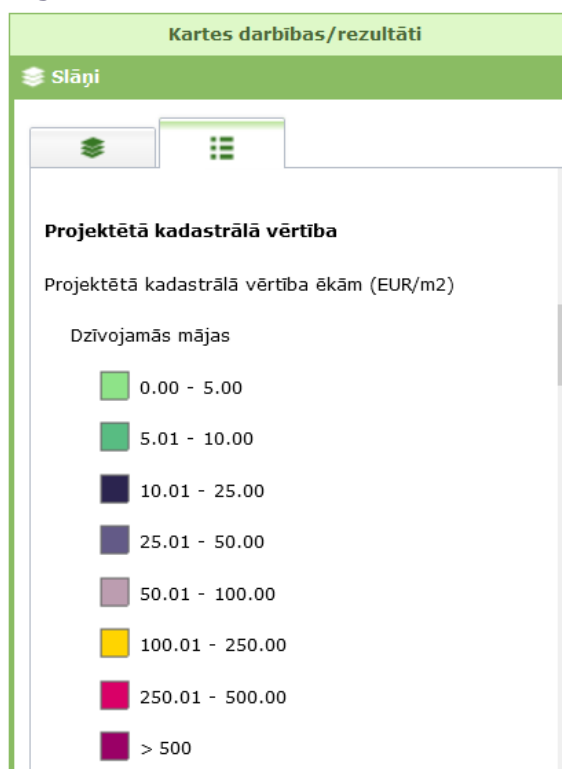 Kartes darbības/rezultāti
Slāņi
Projektētā kadastrālā vērtība
Projektētā kadastrālā vērtība ēkām (EUR/m2)
Dzīvojamās mājas
0.00 - 5.00
5.01 - 10.00
10.01 - 25.00
25.01 - 50.00
50.01 - 100.00
100.01 - 250.00
250.01 - 500.00
> 500